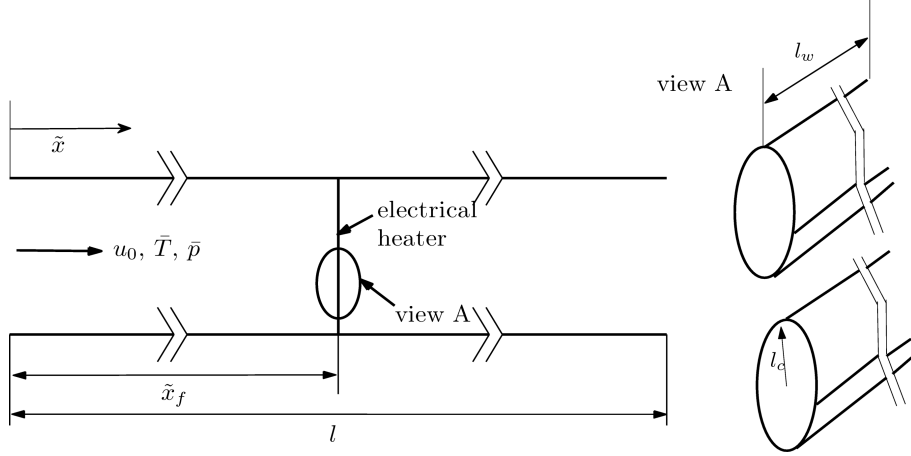 l_w
view A
x̃
electrical
heater
u_0, T̄, p̄
view A
l_c
x̃_f
l